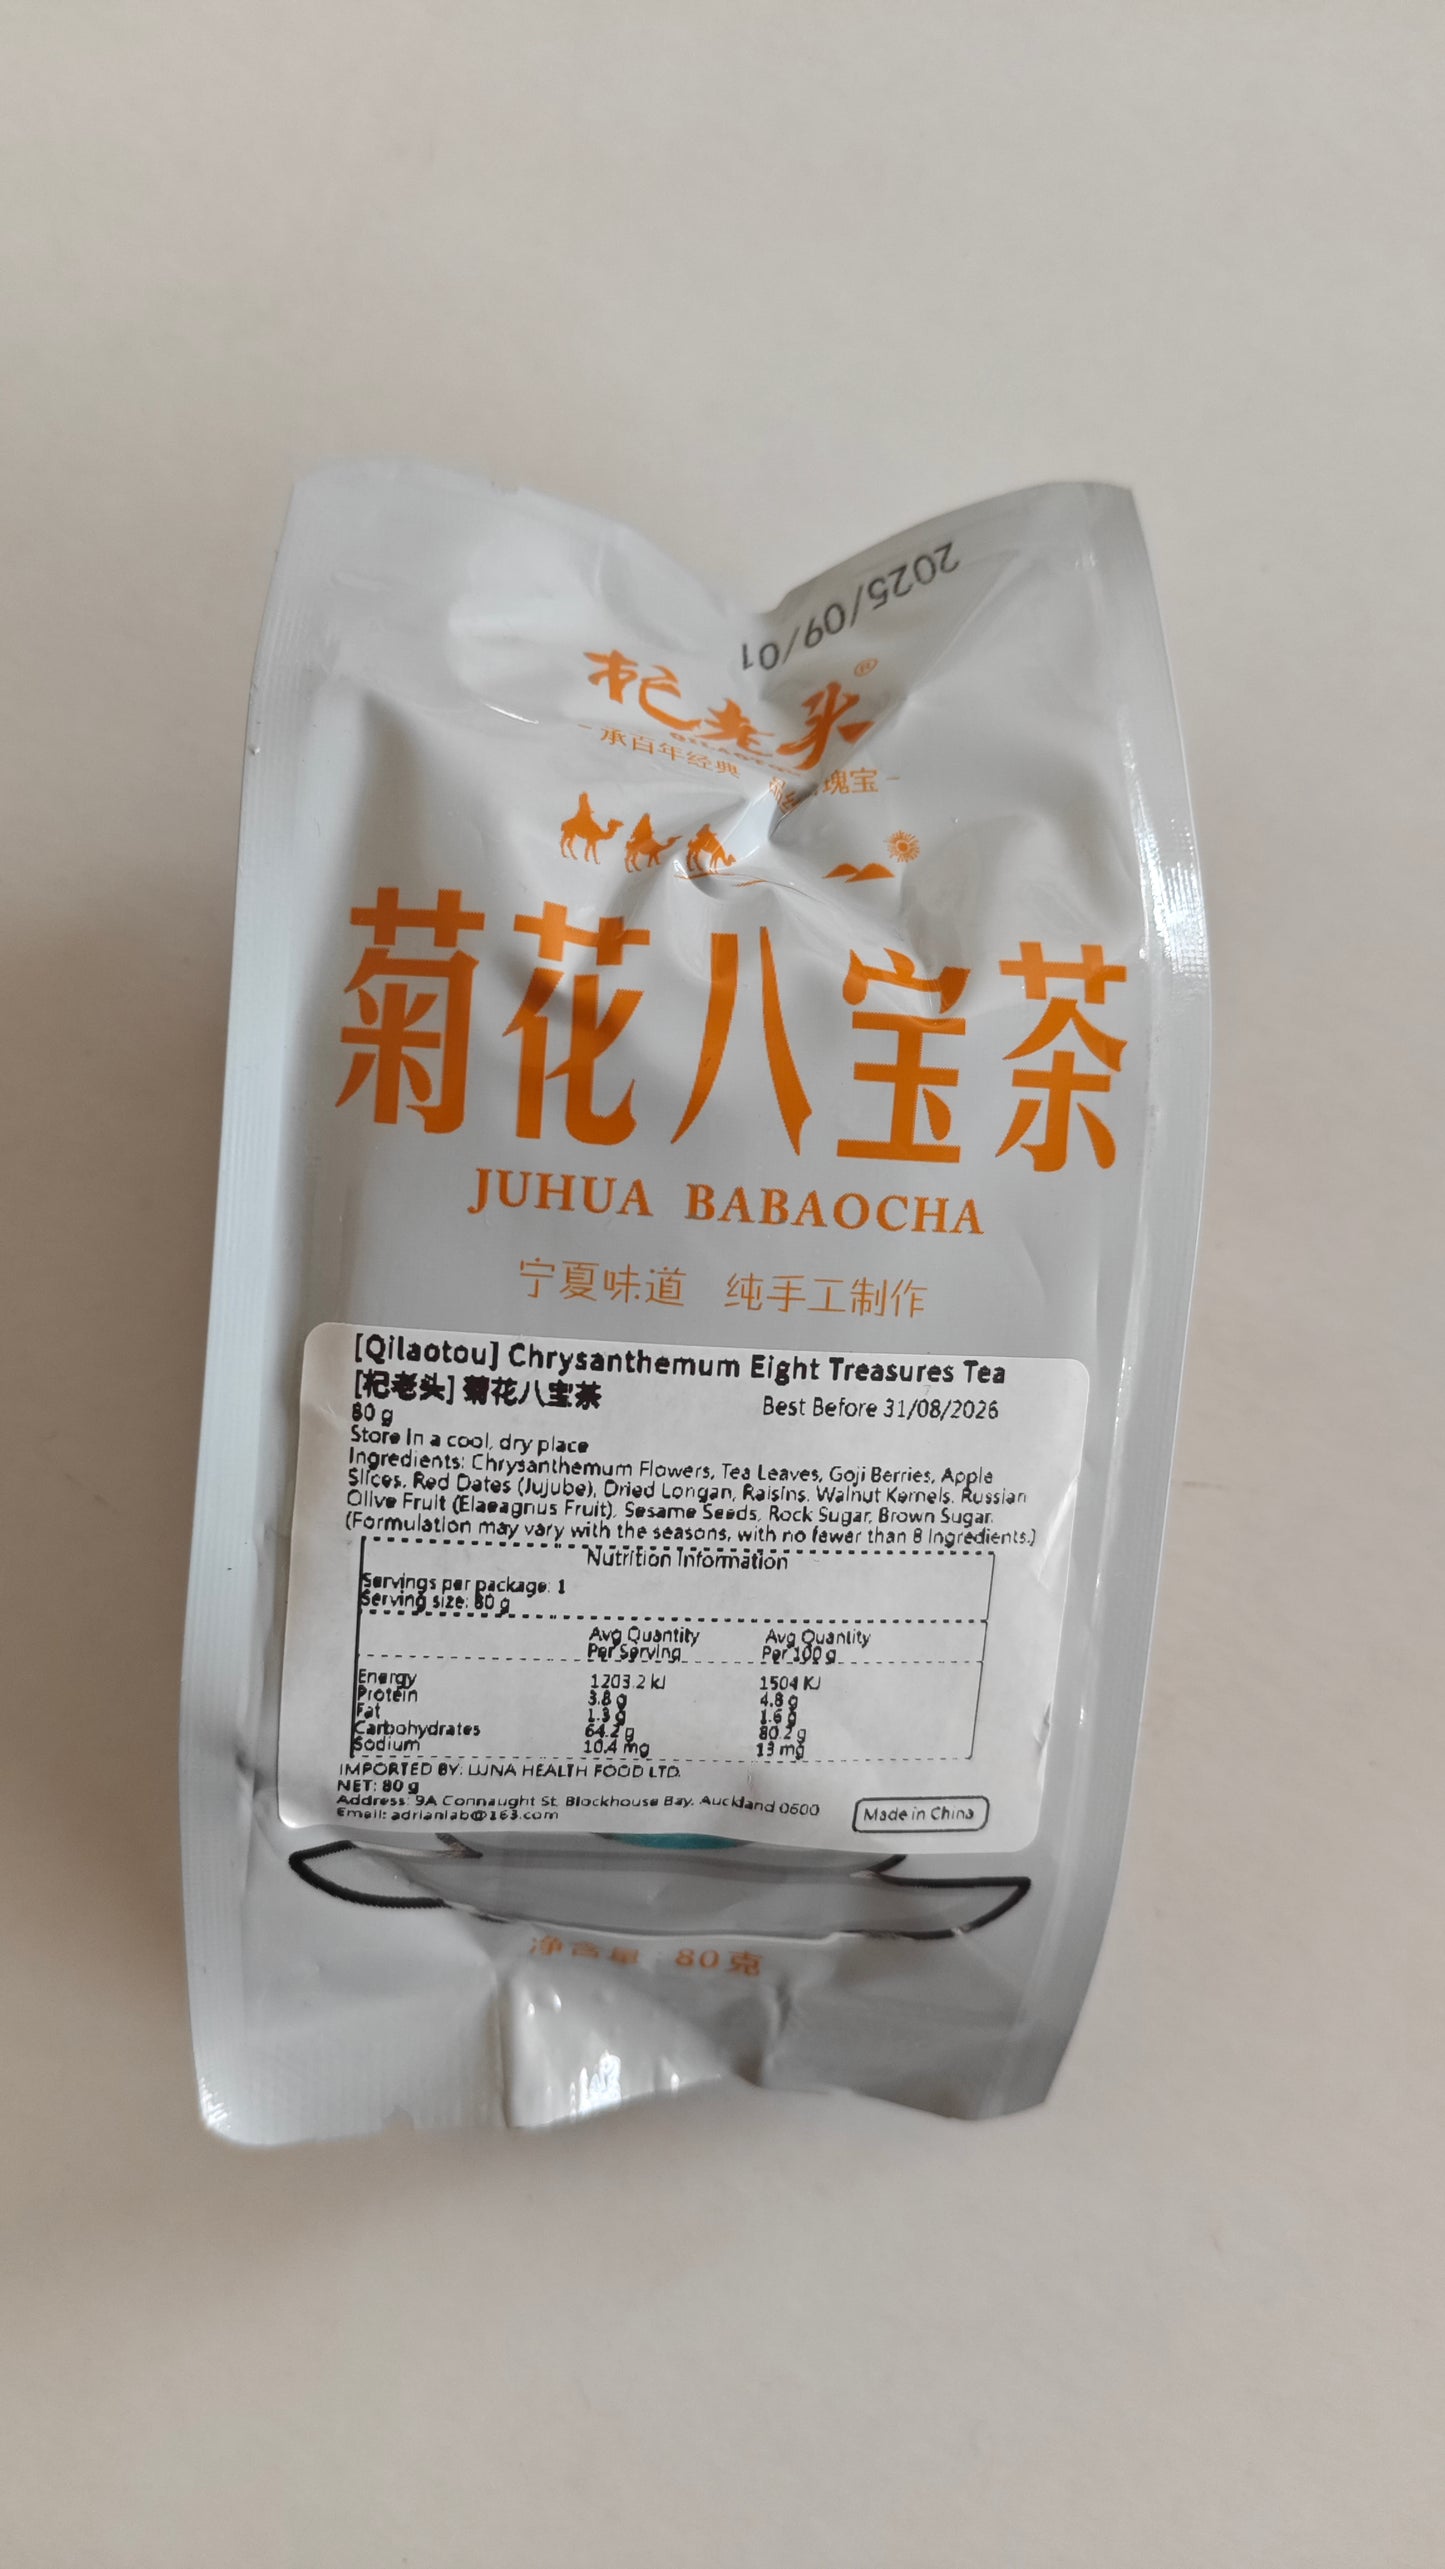 2025/09/01
杞老头®
QILAOTOU
承百年经典 瑰宝
菊花八宝茶
JUHUA BABAOCHA
宁夏味道 纯手工制作
[Qilaotou] Chrysanthemum Eight Treasures Tea
[杞老头] 菊花八宝茶
80 g Best Before 31/08/2026
Store In a cool, dry place
Ingredients: Chrysanthemum Flowers, Tea Leaves, Goji Berries, Apple
Slices, Red Dates (Jujube), Dried Longan, Raisins, Walnut Kernels, Russian
Olive Fruit (Elaeagnus Fruit), Sesame Seeds, Rock Sugar, Brown Sugar.
(Formulation may vary with the seasons, with no fewer than 8 Ingredients.)
Nutrition Information
Servings per package: 1
Serving size: 80 g
Avg Quantity Avg Quantity
Per Serving Per 100 g
Energy 1203.2 kJ 1504 KJ
Protein 3.8 g 4.8 g
Fat 1.3 g 1.6 g
Carbohydrates 64.2 g 80.2 g
Sodium 10.4 mg 13 mg
IMPORTED BY: LUNA HEALTH FOOD LTD.
NET: 80 g
Address: 9A Connaught St, Blockhouse Bay, Auckland 0600
Email: adrianlab@163.com
Made in China
净含量:80克